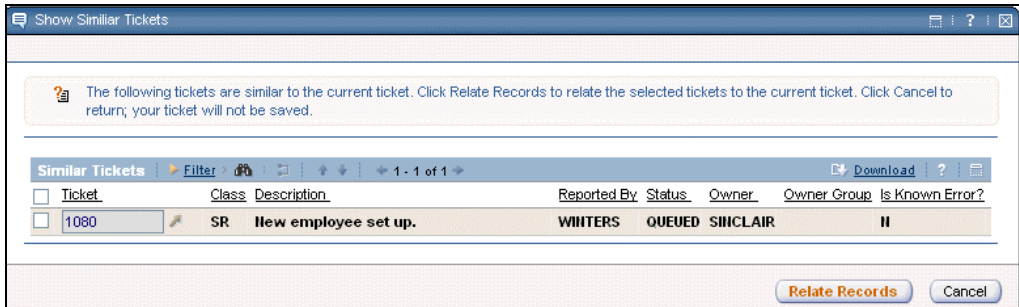 Show Similiar Tickets ?
The following tickets are similar to the current ticket. Click Relate Records to relate the selected tickets to the current ticket. Click Cancel to
return; your ticket will not be saved.
Similar Tickets Filter 1 - 1 of 1 Download ?
Ticket Class Description Reported By Status Owner Owner Group Is Known Error?
1080 SR New employee set up. WINTERS QUEUED SINCLAIR N
Relate Records Cancel